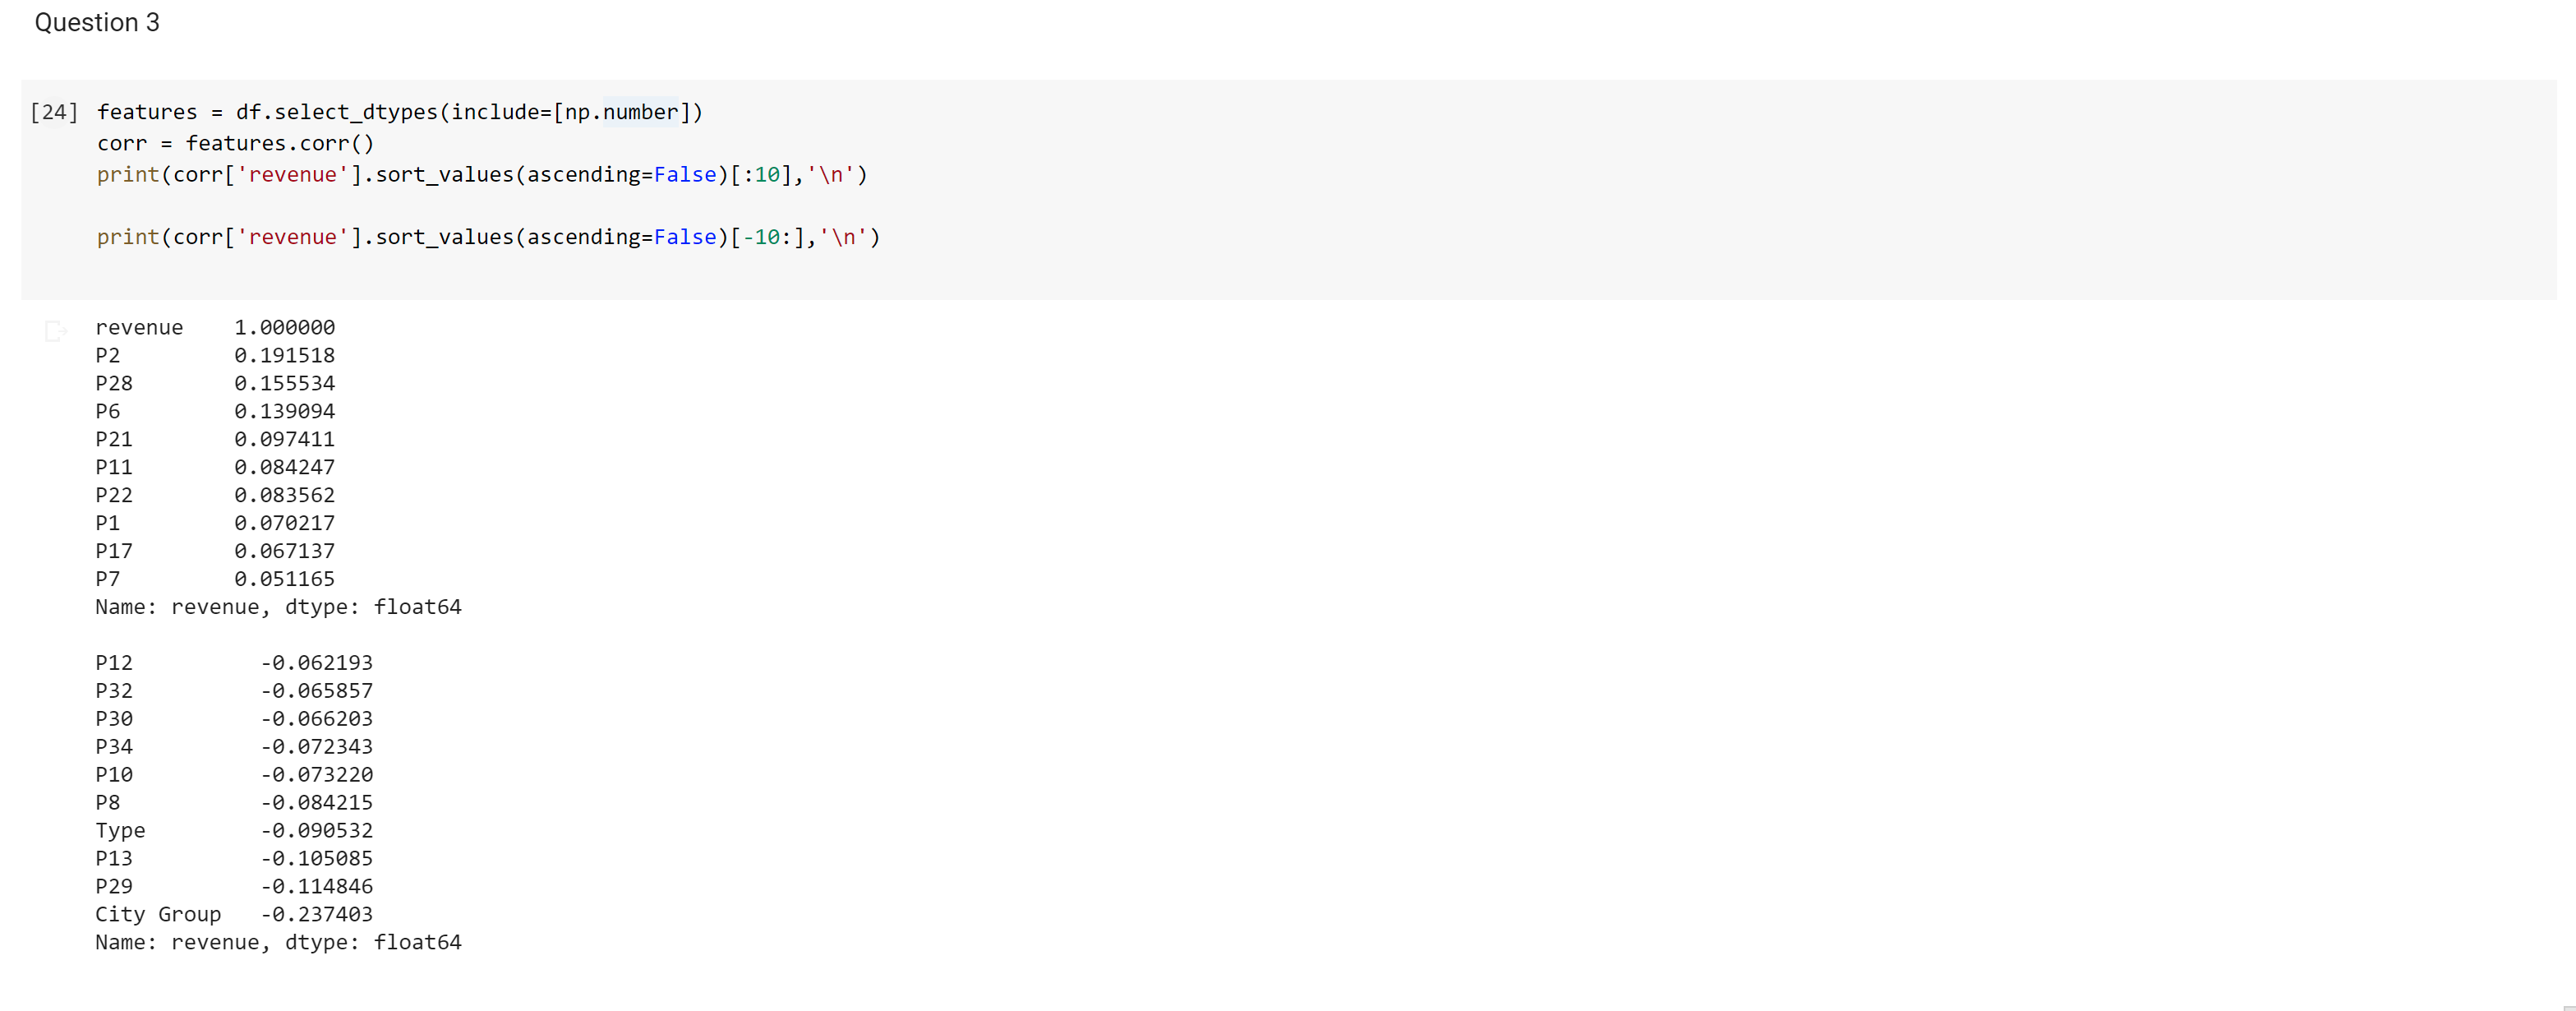 Question 3
[24] features = df.select_dtypes(include=[np.number])
corr = features.corr()
print(corr['revenue'].sort_values(ascending=False)[:10],'\n')
print(corr['revenue'].sort_values(ascending=False)[-10:],'\n')
revenue 1.000000
P2 0.191518
P28 0.155534
P6 0.139094
P21 0.097411
P11 0.084247
P22 0.083562
P1 0.070217
P17 0.067137
P7 0.051165
Name: revenue, dtype: float64
P12 -0.062193
P32 -0.065857
P30 -0.066203
P34 -0.072343
P10 -0.073220
P8 -0.084215
Type -0.090532
P13 -0.105085
P29 -0.114846
City Group -0.237403
Name: revenue, dtype: float64